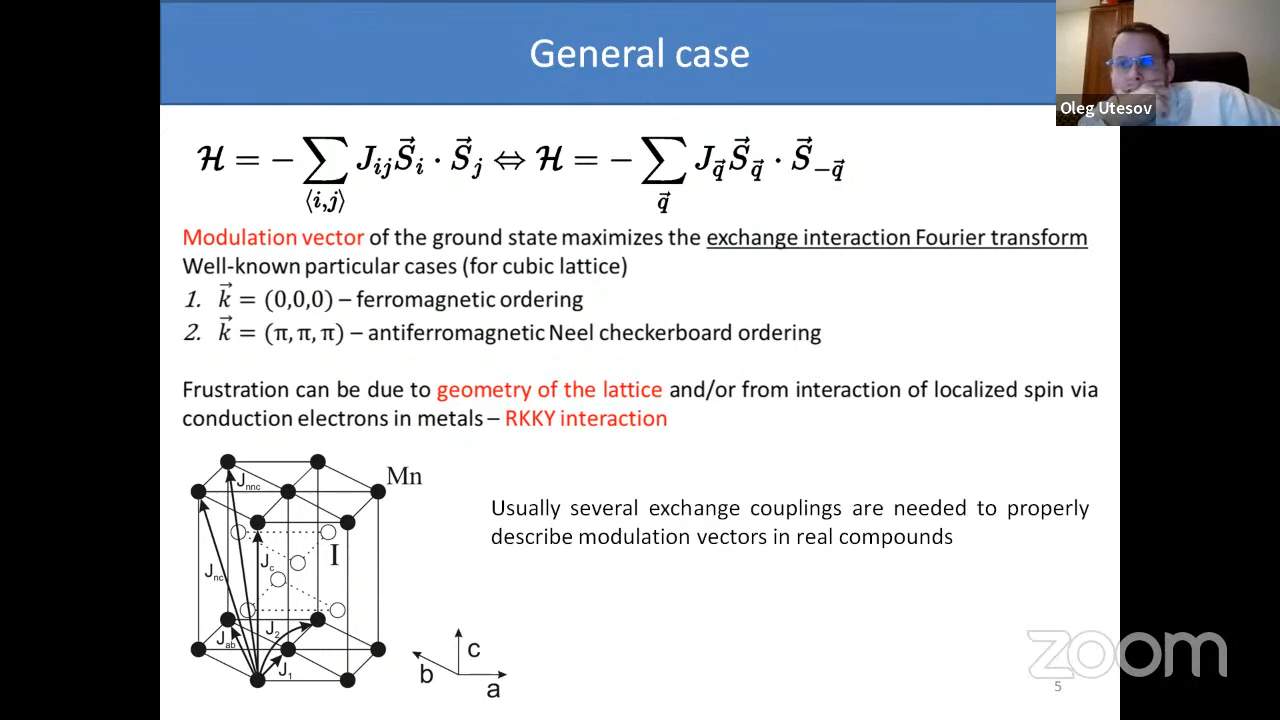 General case
Oleg Utesov
ℋ = −∑⟨i,j⟩ J_{ij} S⃗_i · S⃗_j ⇔ ℋ = −∑_{q⃗} J_{q⃗} S⃗_{q⃗} · S⃗_{−q⃗}
Modulation vector of the ground state maximizes the exchange interaction Fourier transform
Well-known particular cases (for cubic lattice)
1. k⃗ = (0,0,0) – ferromagnetic ordering
2. k⃗ = (π, π, π) – antiferromagnetic Neel checkerboard ordering
Frustration can be due to geometry of the lattice and/or from interaction of localized spin via
conduction electrons in metals – RKKY interaction
Mn
J_nnc
I
J_c
J_nc
J_2
J_ab
J_1
c
b
a
Usually several exchange couplings are needed to properly
describe modulation vectors in real compounds
zoom
5